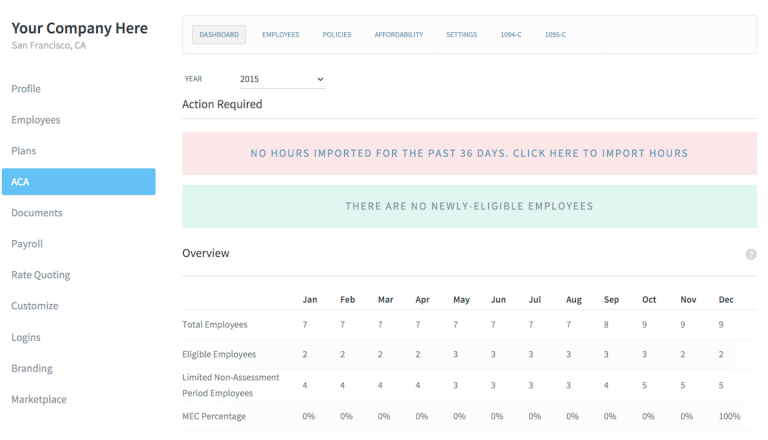 Your Company Here
San Francisco, CA
Profile
Employees
Plans
ACA
Documents
Payroll
Rate Quoting
Customize
Logins
Branding
Marketplace
DASHBOARD EMPLOYEES POLICIES AFFORDABILITY SETTINGS 1094-C 1095-C
YEAR 2015
Action Required
NO HOURS IMPORTED FOR THE PAST 36 DAYS. CLICK HERE TO IMPORT HOURS
THERE ARE NO NEWLY-ELIGIBLE EMPLOYEES
Overview ?
Jan Feb Mar Apr May Jun Jul Aug Sep Oct Nov Dec
Total Employees 7 7 7 7 7 7 7 7 8 9 9 9
Eligible Employees 2 2 2 2 3 3 3 3 3 3 2 2
Limited Non-Assessment
Period Employees 4 4 4 4 3 3 3 3 4 5 5 5
MEC Percentage 0% 0% 0% 0% 0% 0% 0% 0% 0% 0% 0% 100%